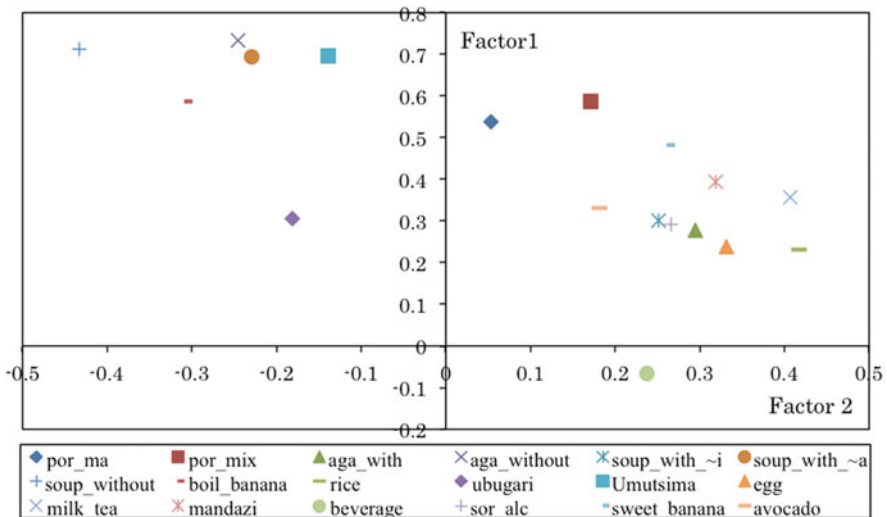 0.8
Factor1
0.7
0.6
0.5
0.4
0.3
0.2
0.1
0
-0.5 -0.4 -0.3 -0.2 -0.1 0 0.1 0.2 0.3 0.4 0.5
-0.1
Factor 2
-0.2
por_ma por_mix aga_with aga_without soup_with_~i soup_with_~a
soup_without boil_banana rice ubugari Umutsima egg
milk_tea mandazi beverage sor_alc sweet_banana avocado